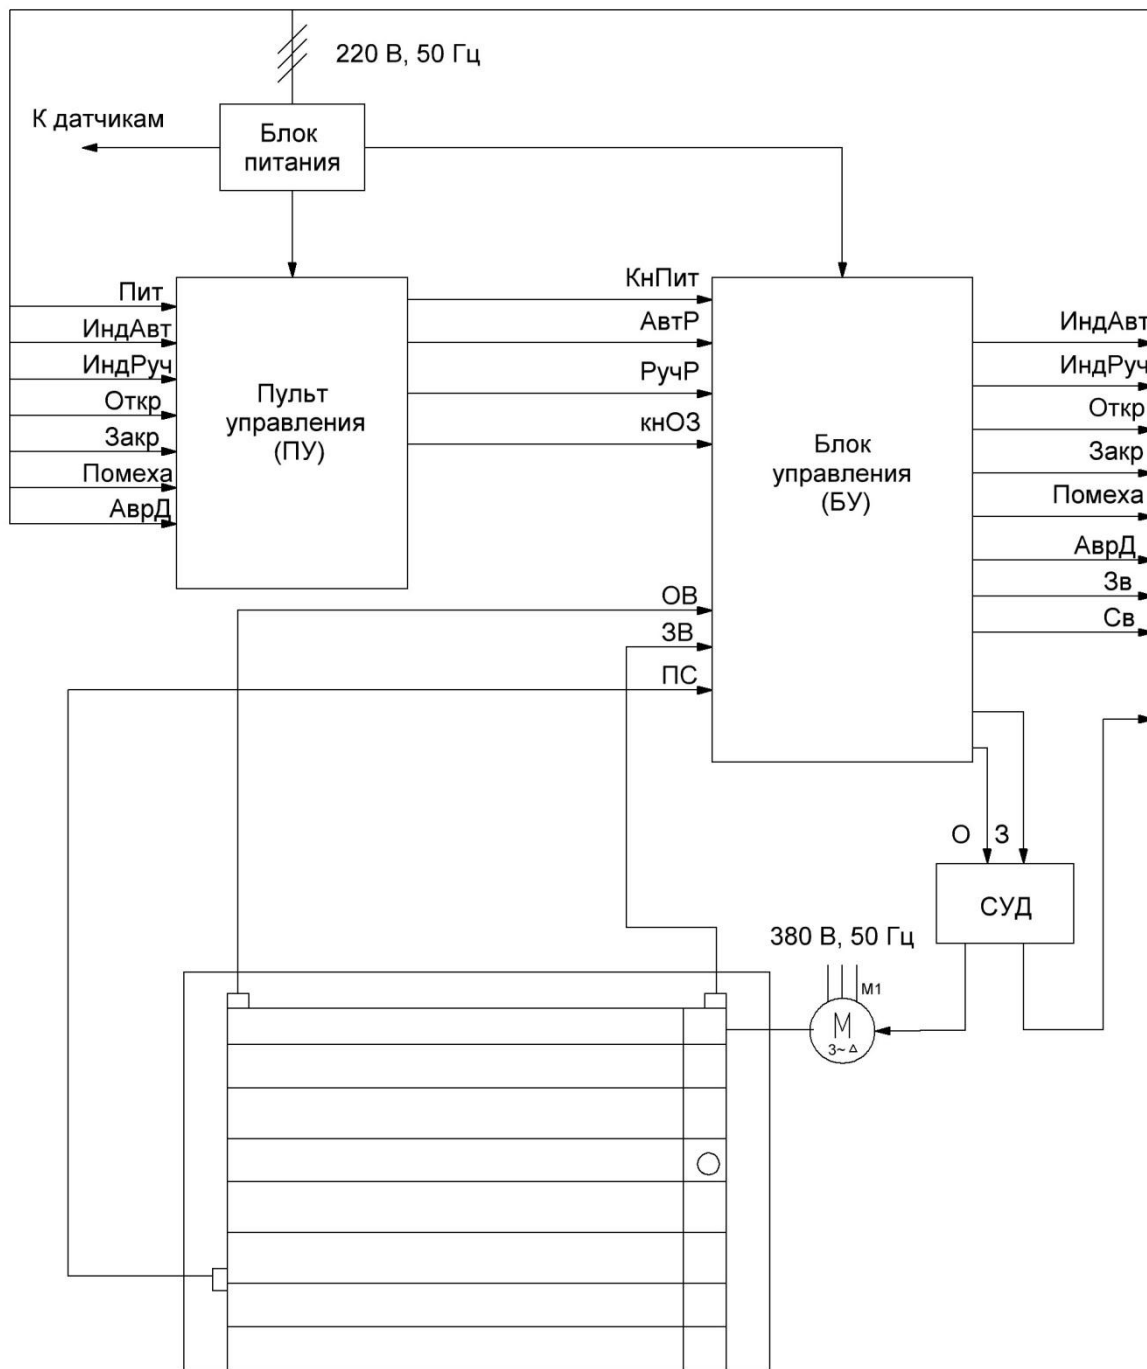 220 В, 50 Гц
К датчикам
Блок
питания
Пит
ИндАвт
ИндРуч
Откр
Закр
Помеха
АврД
Пульт
управления
(ПУ)
КнПит
АвтР
РучР
кнОЗ
ОВ
ЗВ
ПС
Блок
управления
(БУ)
ИндАвт
ИндРуч
Откр
Закр
Помеха
АврД
Зв
Св
О
З
СУД
380 В, 50 Гц
М1
М
3~ Δ